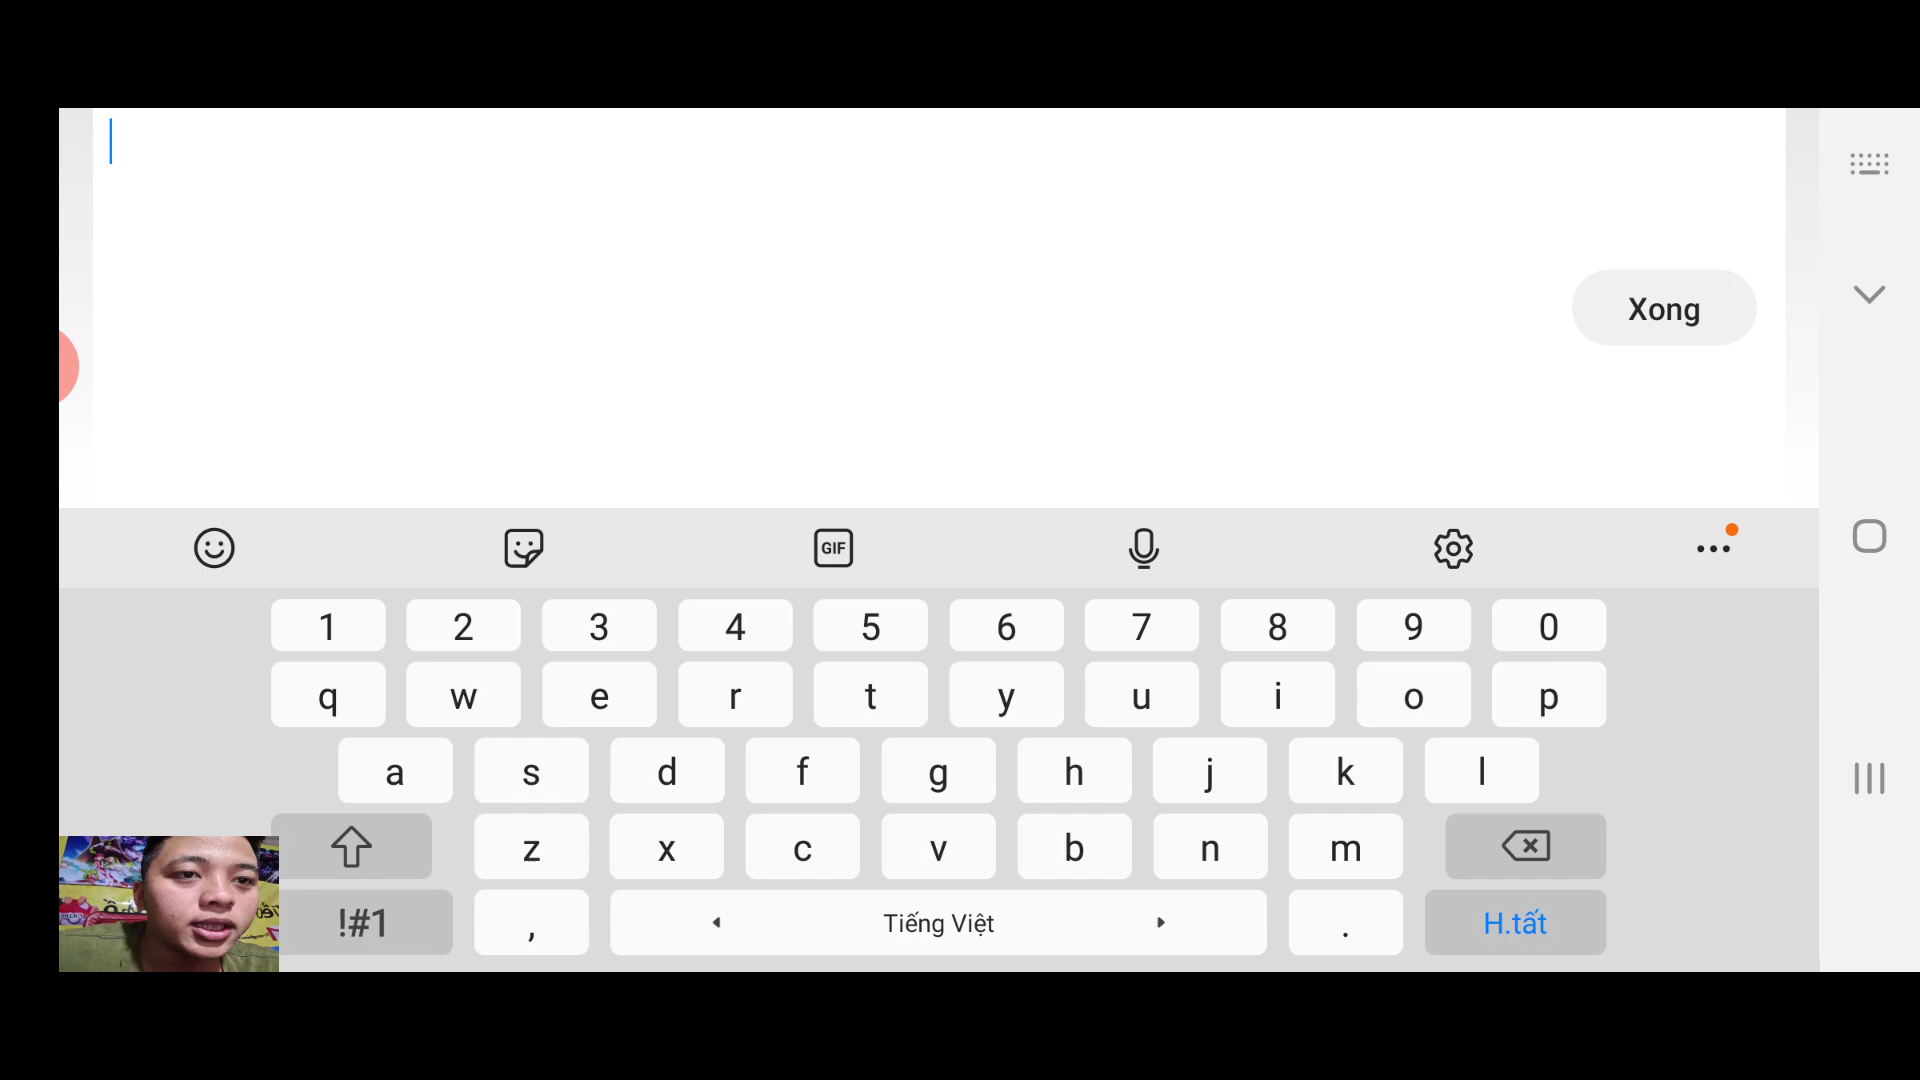 Xong
GIF
1 2 3 4 5 6 7 8 9 0
q w e r t y u i o p
a s d f g h j k l
z x c v b n m
!#1 , Tiếng Việt . H.tất